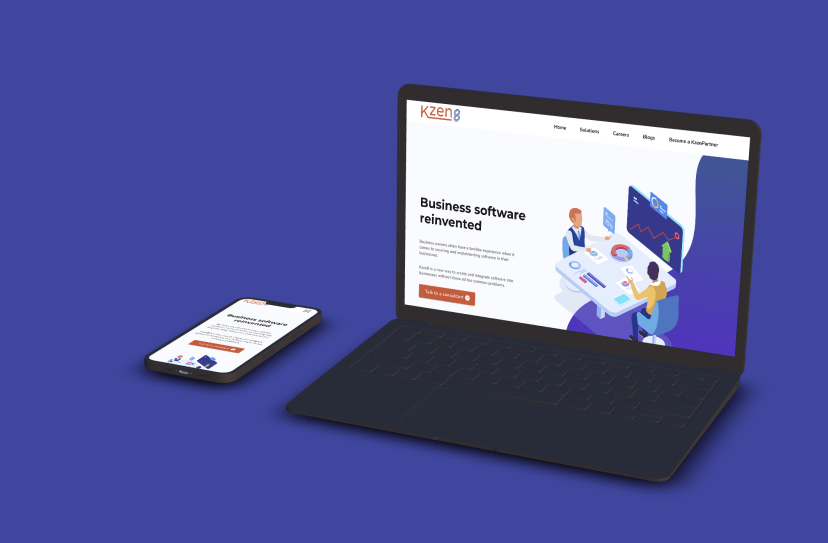 Kzen8
Home Solutions Careers Blogs Become a KzenPartner
Business software
reinvented
Business owners often have a terrible experience when it
comes to sourcing and implementing software in their
businesses.
Kzen8 is a new way to create and integrate software into
businesses without these all too common problems.
Talk to a consultant
Kzen
Business software
reinvented